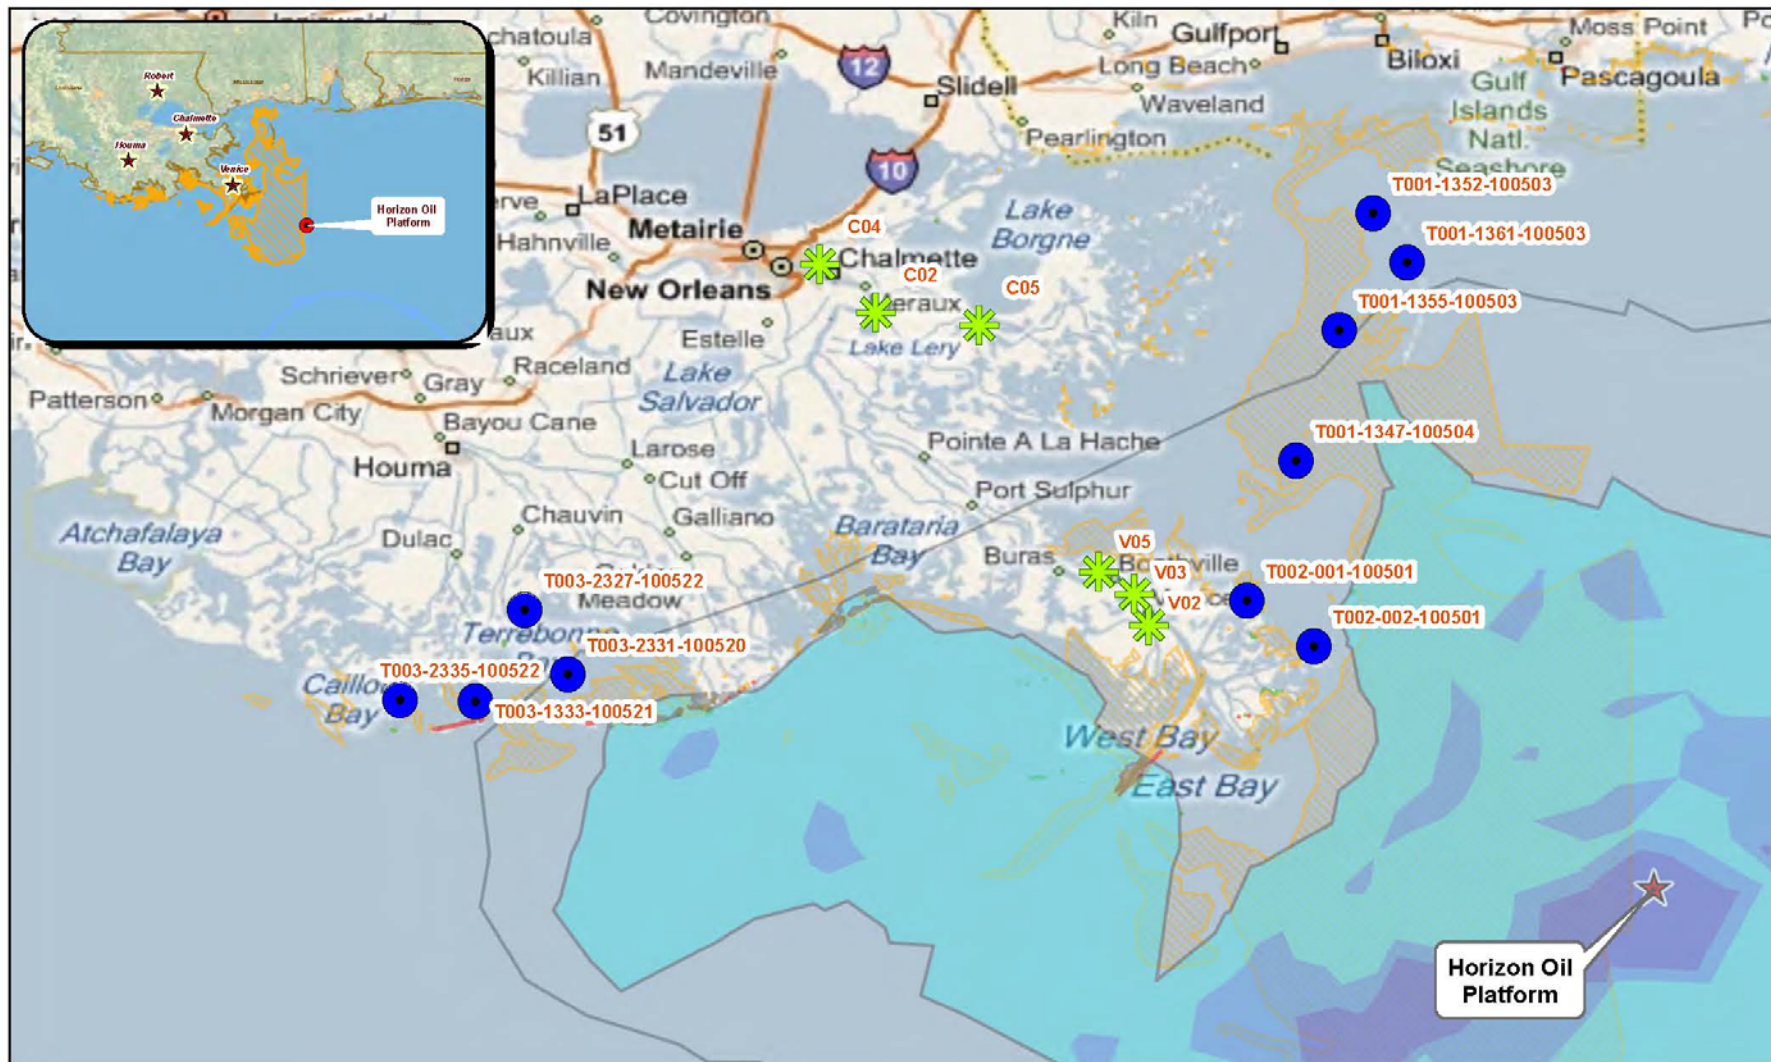 Covington
Kiln
Gulfport
Moss Point
chatoula
Killian
Mandeville
12
Slidell
Long Beach
Biloxi
Pascagoula
Waveland
Gulf
Islands
Natl.
Seashore
Pearlington
Robert
Chalmette
Houma
Venice
Horizon Oil
Platform
51
10
LaPlace
erve
Metairie
Hahnville
New Orleans
C04
Chalmette
C02
eraux
C05
Lake
Borgne
T001-1352-100503
T001-1361-100503
T001-1355-100503
aux
Estelle
Lake Lery
Raceland
Schriever
Gray
Patterson
Morgan City
Lake
Salvador
Bayou Cane
Houma
Larose
Cut Off
Pointe A La Hache
T001-1347-100504
Port Sulphur
Chauvin
Galliano
Dulac
Atchafalaya
Bay
Barataria
Bay
Buras
V05
V03
V02
T002-001-100501
T002-002-100501
T003-2327-100522
Meadow
T003-2331-100520
T003-2335-100522
T003-1333-100521
Bay
West Bay
East Bay
Horizon Oil
Platform